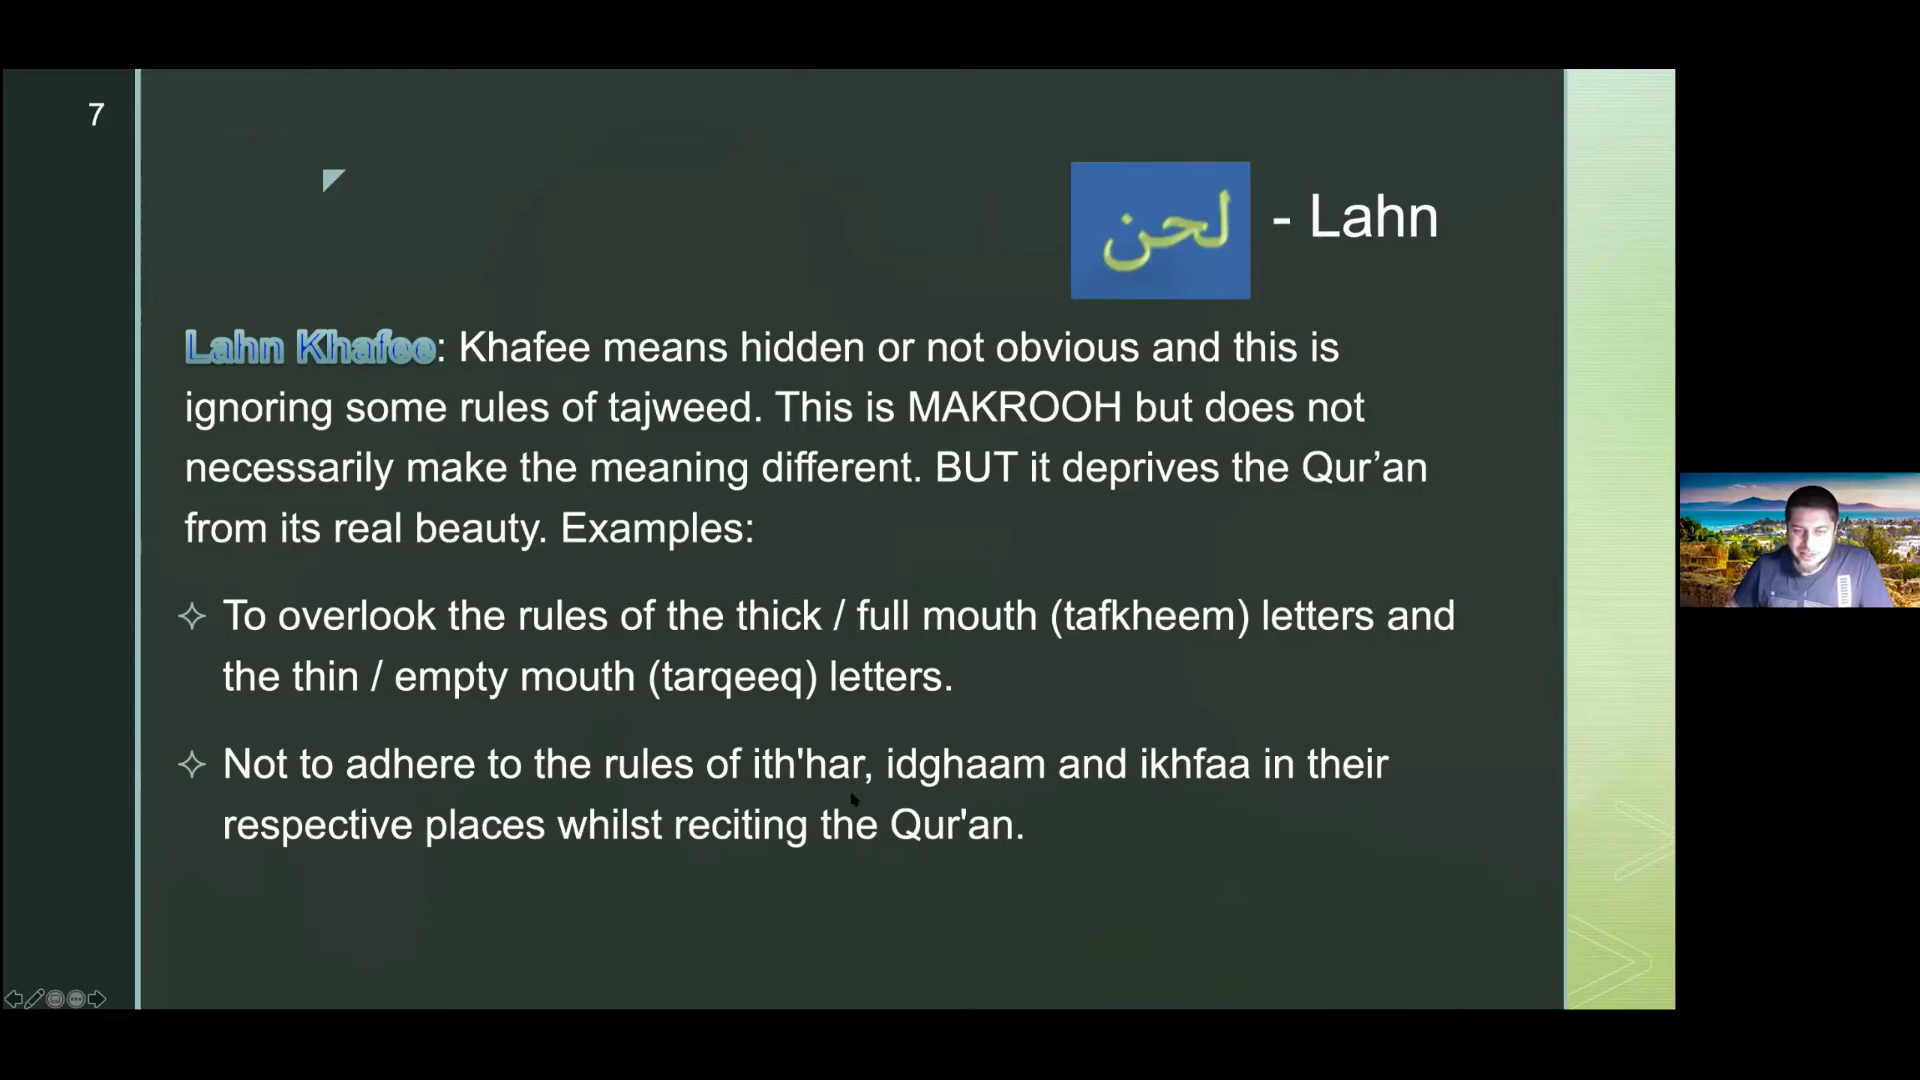 7
لحن - Lahn
Lahn Khafee: Khafee means hidden or not obvious and this is
ignoring some rules of tajweed. This is MAKROOH but does not
necessarily make the meaning different. BUT it deprives the Qur’an
from its real beauty. Examples:
To overlook the rules of the thick / full mouth (tafkheem) letters and
the thin / empty mouth (tarqeeq) letters.
Not to adhere to the rules of ith'har, idghaam and ikhfaa in their
respective places whilst reciting the Qur'an.